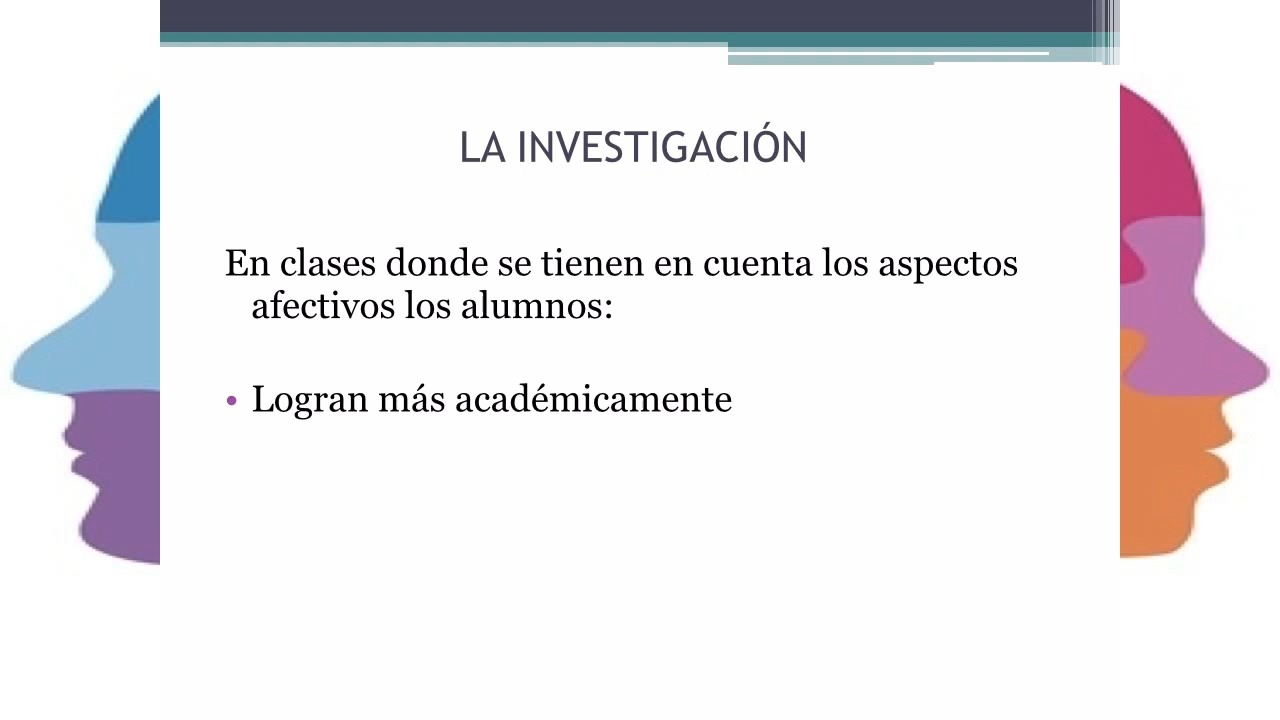 LA INVESTIGACIÓN
En clases donde se tienen en cuenta los aspectos
afectivos los alumnos:
• Logran más académicamente